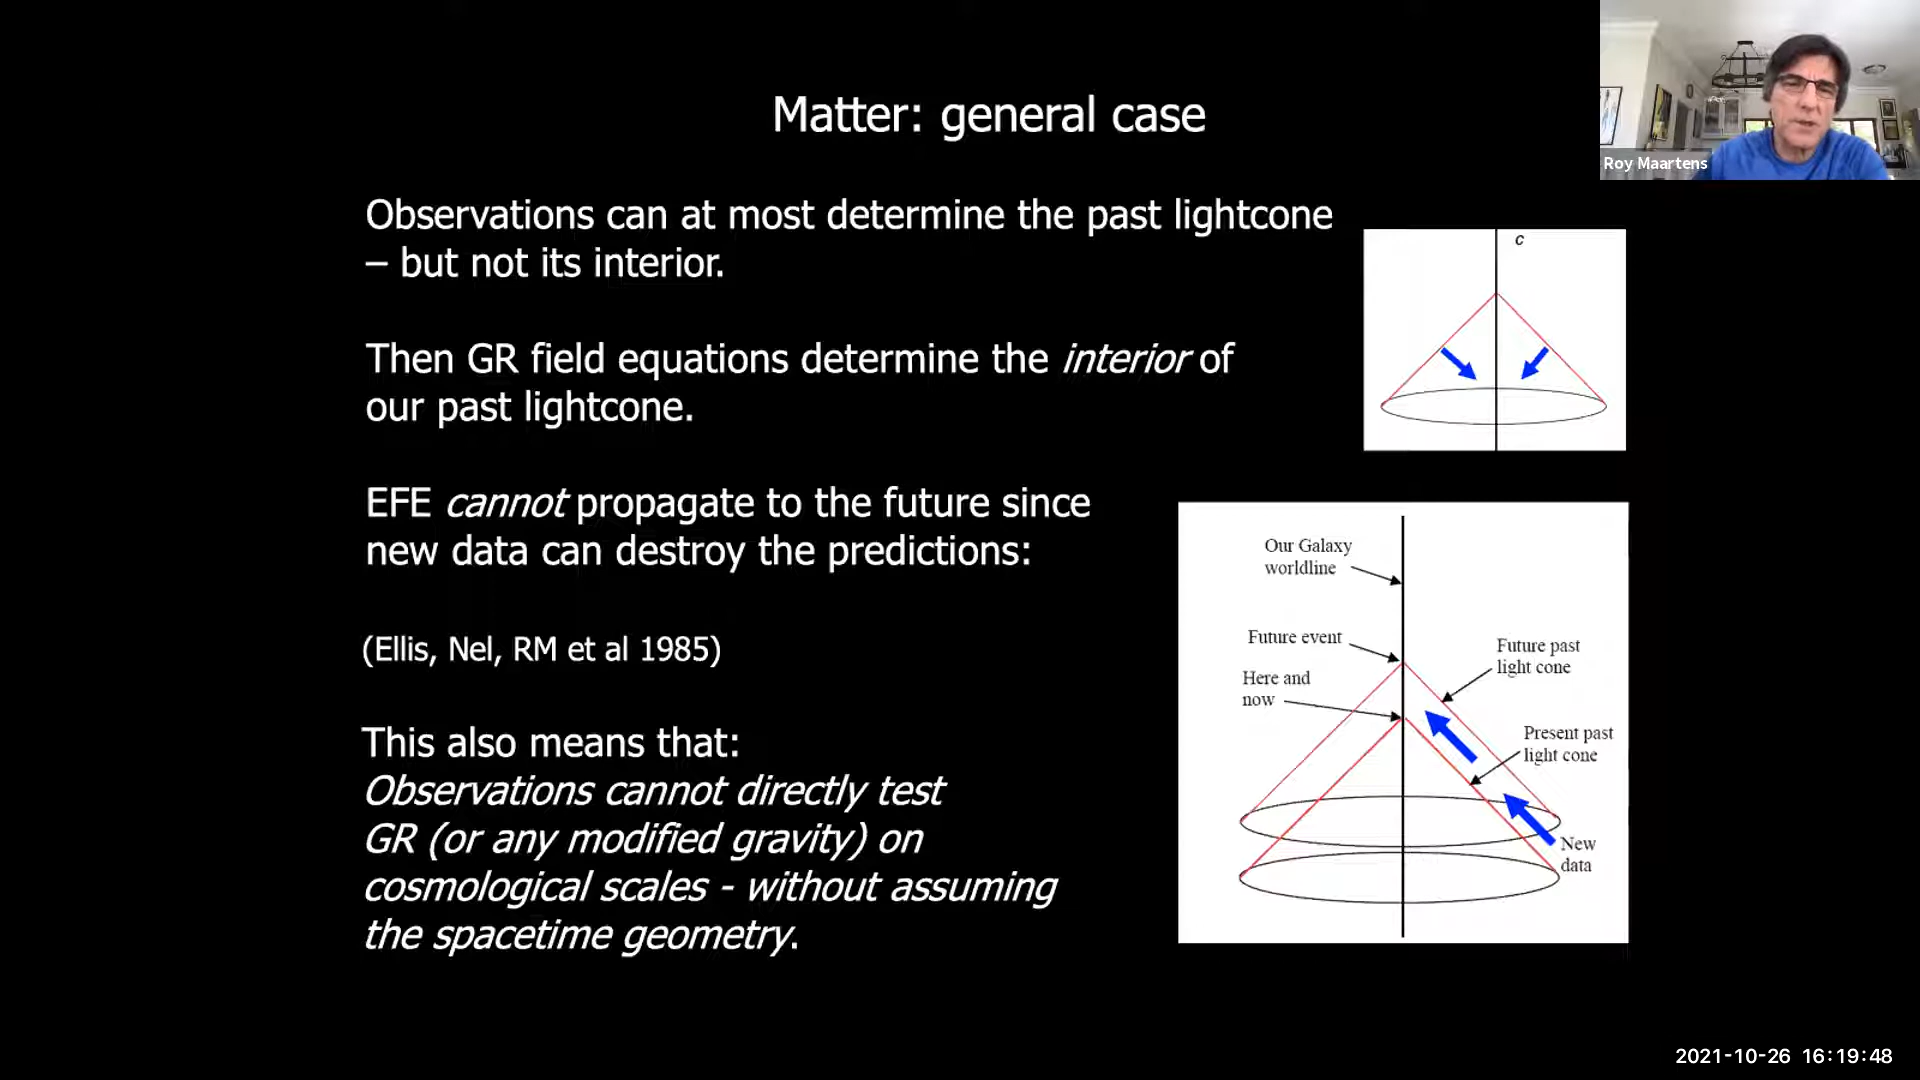 Matter: general case
Roy Maartens
Observations can at most determine the past lightcone
– but not its interior.
Then GR field equations determine the interior of
our past lightcone.
c
EFE cannot propagate to the future since
new data can destroy the predictions:
(Ellis, Nel, RM et al 1985)
This also means that:
Observations cannot directly test
GR (or any modified gravity) on
cosmological scales - without assuming
the spacetime geometry.
Our Galaxy
worldline
Future event
Here and
now
Future past
light cone
Present past
light cone
New
data
2021-10-26 16:19:48